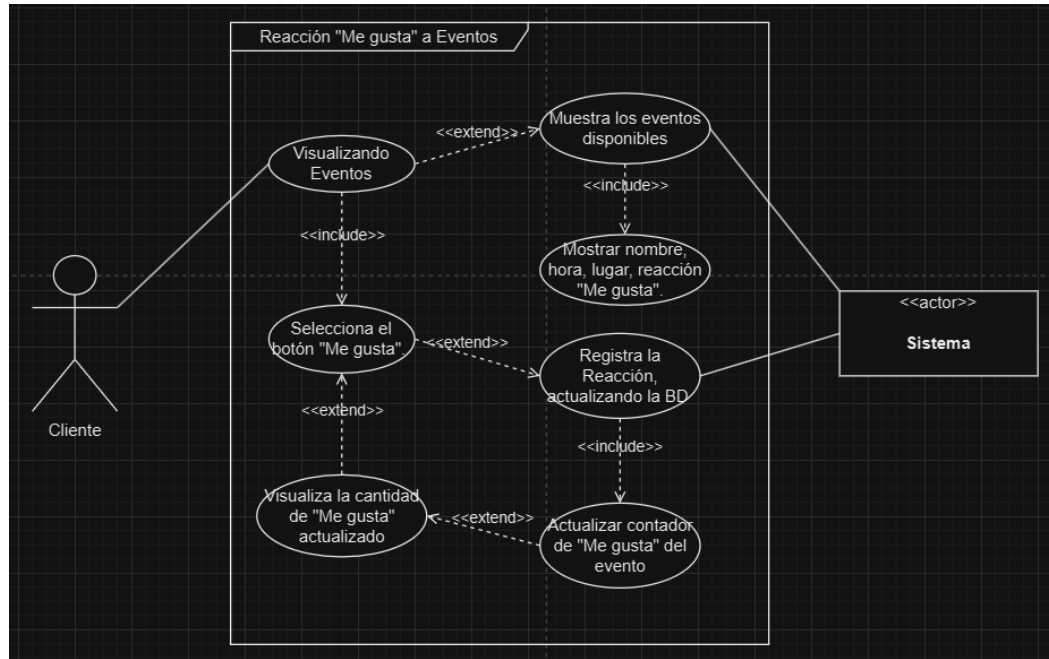 Reacción "Me gusta" a Eventos
Muestra los eventos
disponibles
<<extend>>
Visualizando
Eventos
<<include>>
<<include>>
Mostrar nombre,
hora, lugar, reacción
"Me gusta".
<<actor>>
Sistema
Selecciona el
botón "Me gusta".
<<extend>>
Registra la
Reacción,
actualizando la BD
<<extend>>
Cliente
<<include>>
Visualiza la cantidad
de "Me gusta"
actualizado
<<extend>>
Actualizar contador
de "Me gusta" del
evento